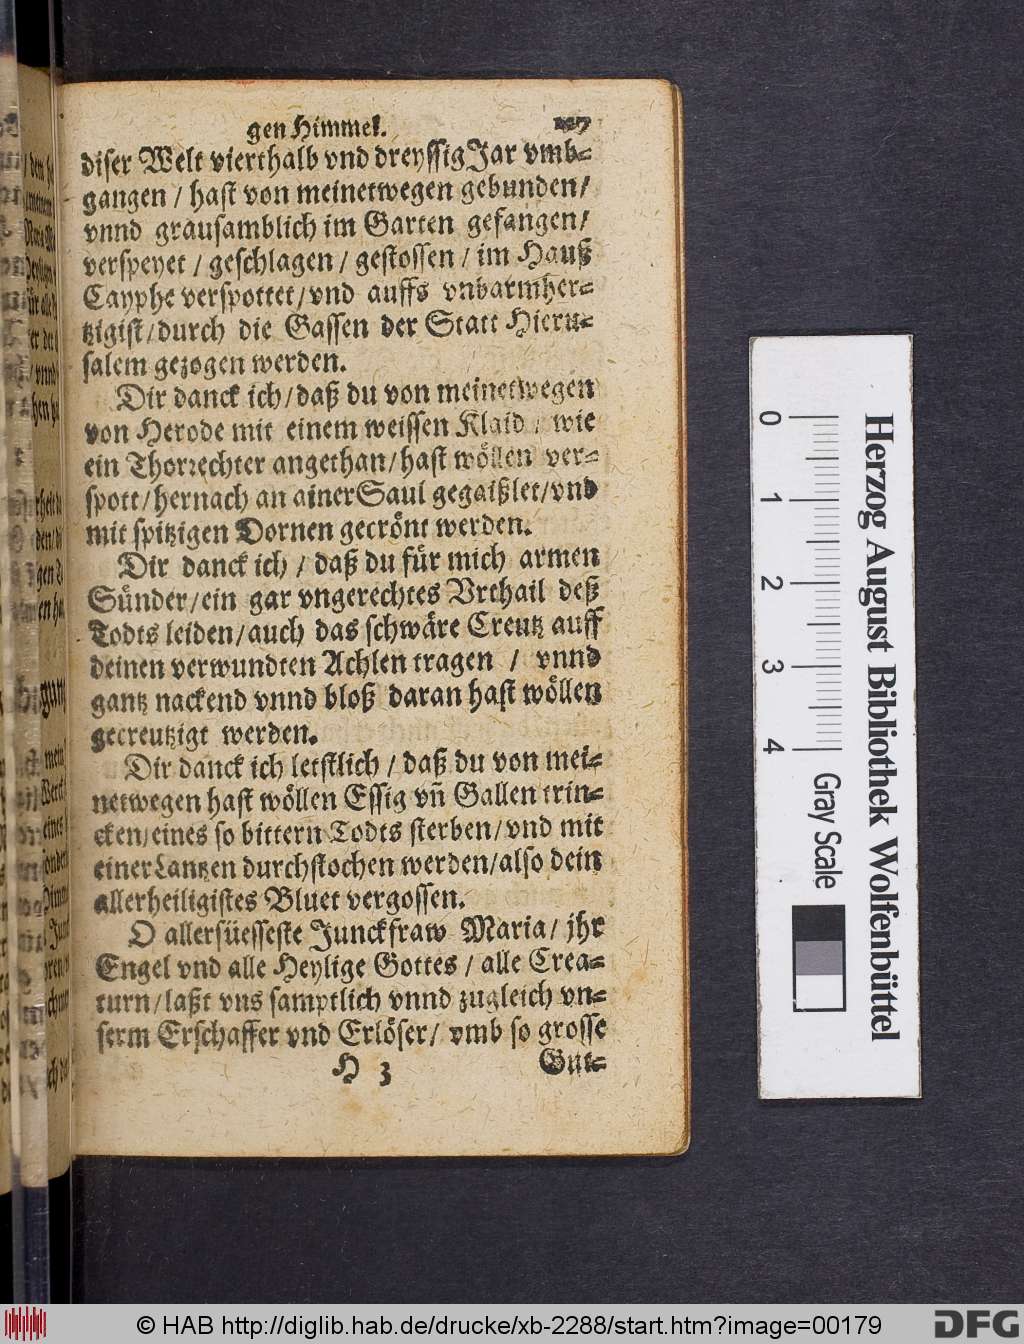 gen Himmel.
diser Welt vierthalb vnd dreyssig Jar vmb-
gangen / hast von meinetwegen gebunden/
vnnd grausamblich im Garten gefangen/
verspeyet / geschlagen / gestossen / im Hauß
Cayphe verspottet/vnd auffs vnbarmher-
tzigist/durch die Gassen der Statt Hieru-
salem gezogen werden.
Dir danck ich/daß du von meinetwegen
von Herode mit einem weissen Klaid / wie
ein Thorrechter angethan/hast wöllen ver-
spott/hernach an ainer Saul gegaißlet/vnd
mit spitzigen Dornen gecrönt werden.
Dir danck ich / daß du für mich armen
Sünder/ein gar vngerechtes Vrthail deß
Todts leiden/auch das schwäre Creutz auff
deinen verwundten Achlen tragen / vnnd
gantz nackend vnnd bloß daran hast wöllen
gecreutzigt werden.
Dir danck ich letstlich / daß du von mei-
netwegen hast wöllen Essig vñ Gallen trin-
cken/eines so bittern Todts sterben/vnd mit
einer Lantzen durchstochen werden/also dein
allerheiligistes Bluet vergossen.
O allersüesseste Junckfraw Maria/ jhr
Engel vnd alle Heylige Gottes / alle Crea-
turn/laßt vns samptlich vnnd zugleich vn-
serm Erschaffer vnd Erlöser/ vmb so grosse
H 3 Gut-
0 1 2 3 4 Gray Scale
Herzog August Bibliothek Wolfenbüttel
© HAB http://diglib.hab.de/drucke/xb-2288/start.htm?image=00179
DFG